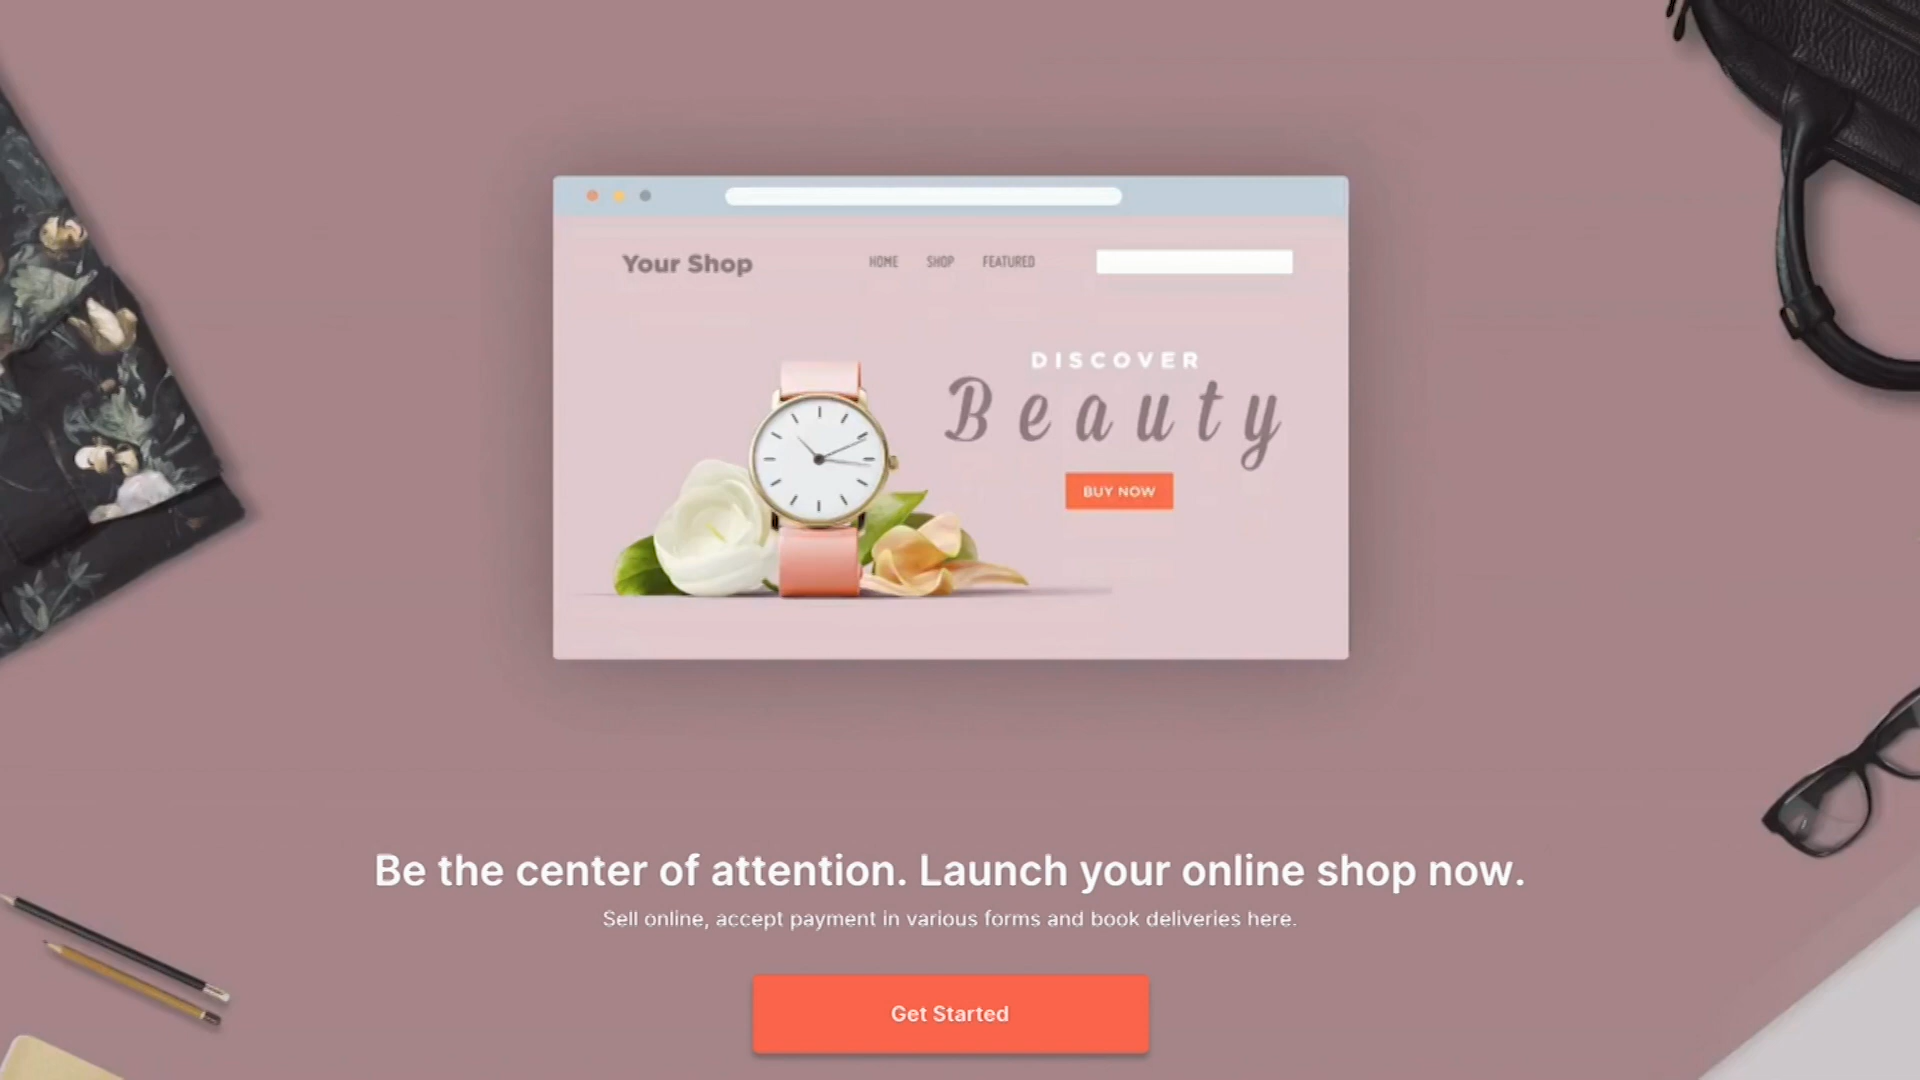 Your Shop
HOME SHOP FEATURED
DISCOVER
Beauty
BUY NOW
Be the center of attention. Launch your online shop now.
Sell online, accept payment in various forms and book deliveries here.
Get Started